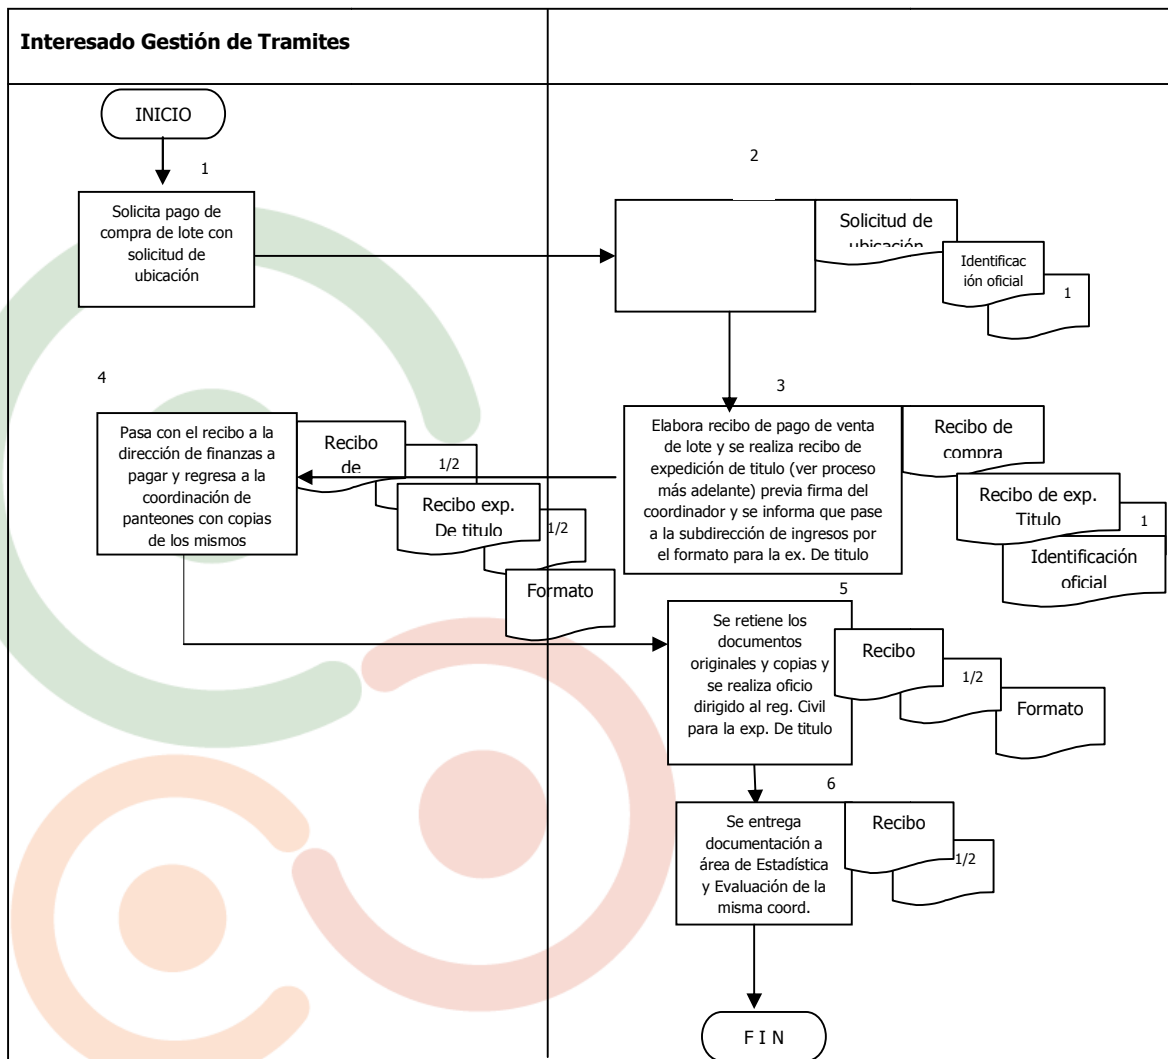 Interesado Gestión de Tramites
INICIO
1
Solicita pago de
compra de lote con
solicitud de
ubicación
2
Solicitud de
ubicación
Identificac
ión oficial
1
3
Elabora recibo de pago de venta
de lote y se realiza recibo de
expedición de titulo (ver proceso
más adelante) previa firma del
coordinador y se informa que pase
a la subdirección de ingresos por
el formato para la ex. De titulo
Recibo de
compra
Recibo de exp.
Titulo
1
Identificación
oficial
4
Pasa con el recibo a la
dirección de finanzas a
pagar y regresa a la
coordinación de
panteones con copias
de los mismos
Recibo
de
1/2
Recibo exp.
De titulo
1/2
Formato
5
Se retiene los
documentos
originales y copias y
se realiza oficio
dirigido al reg. Civil
para la exp. De titulo
Recibo
1/2
Formato
6
Se entrega
documentación a
área de Estadística
y Evaluación de la
misma coord.
Recibo
1/2
F I N